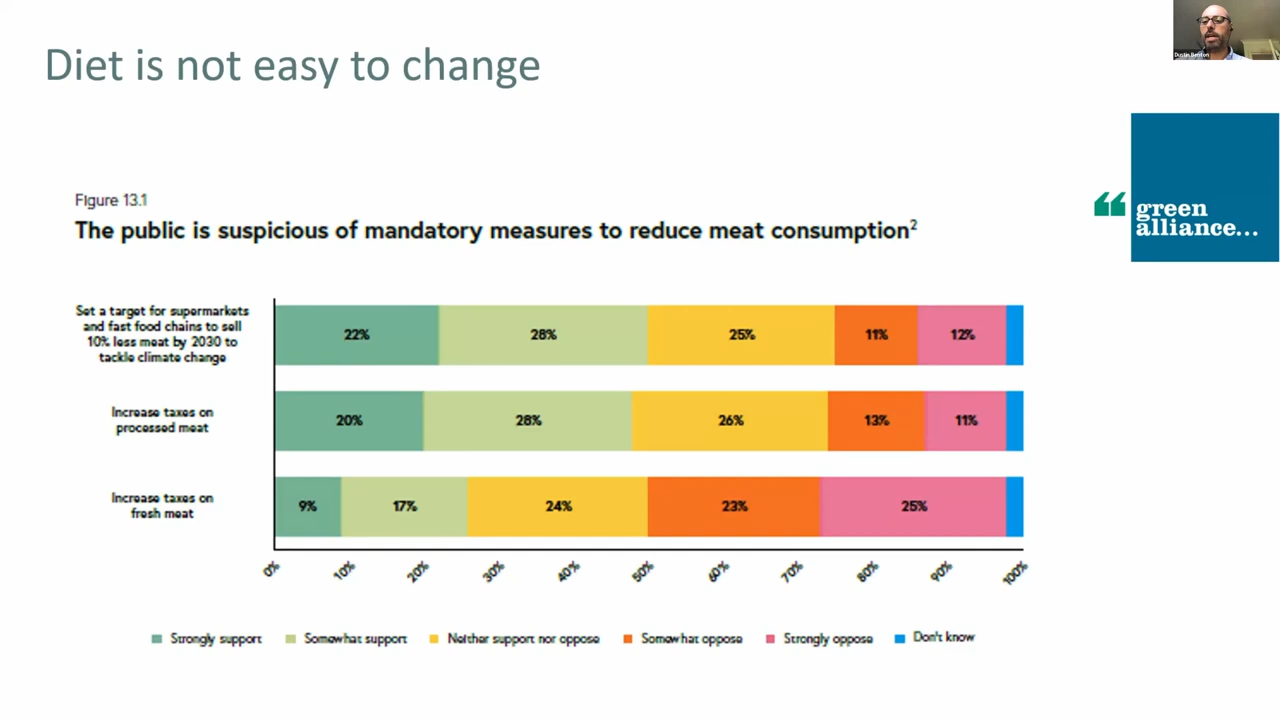 Diet is not easy to change
Dustin Benton
Figure 13.1
The public is suspicious of mandatory measures to reduce meat consumption²
“ green
alliance...
Set a target for supermarkets
and fast food chains to sell
10% less meat by 2030 to
tackle climate change
22% 28% 25% 11% 12%
Increase taxes on
processed meat
20% 28% 26% 13% 11%
Increase taxes on
fresh meat
9% 17% 24% 23% 25%
0% 10% 20% 30% 40% 50% 60% 70% 80% 90% 100%
Strongly support Somewhat support Neither support nor oppose Somewhat oppose Strongly oppose Don't know